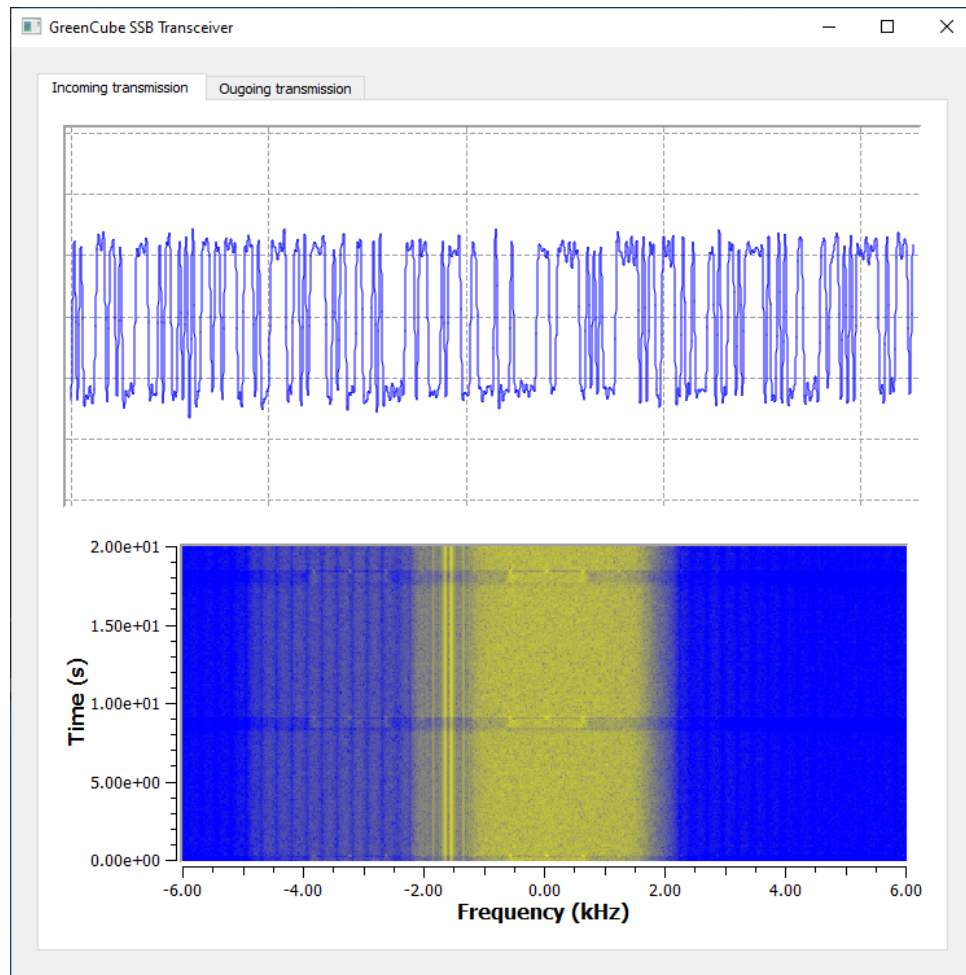 GreenCube SSB Transceiver
Incoming transmission
Ougoing transmission
2.00e+01
1.50e+01
1.00e+01
5.00e+00
0.00e+00
Time (s)
-6.00
-4.00
-2.00
0.00
2.00
4.00
6.00
Frequency (kHz)